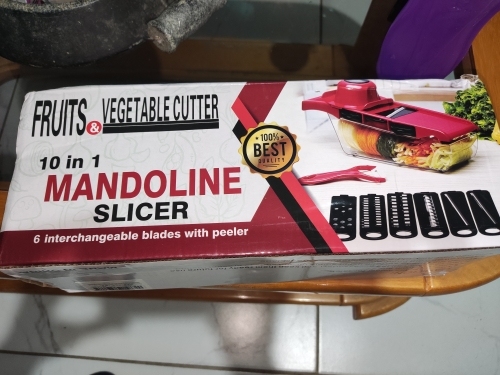 FRUITS & VEGETABLE CUTTER
10 in 1
MANDOLINE
SLICER
6 interchangeable blades with peeler
100%
BEST
QUALITY